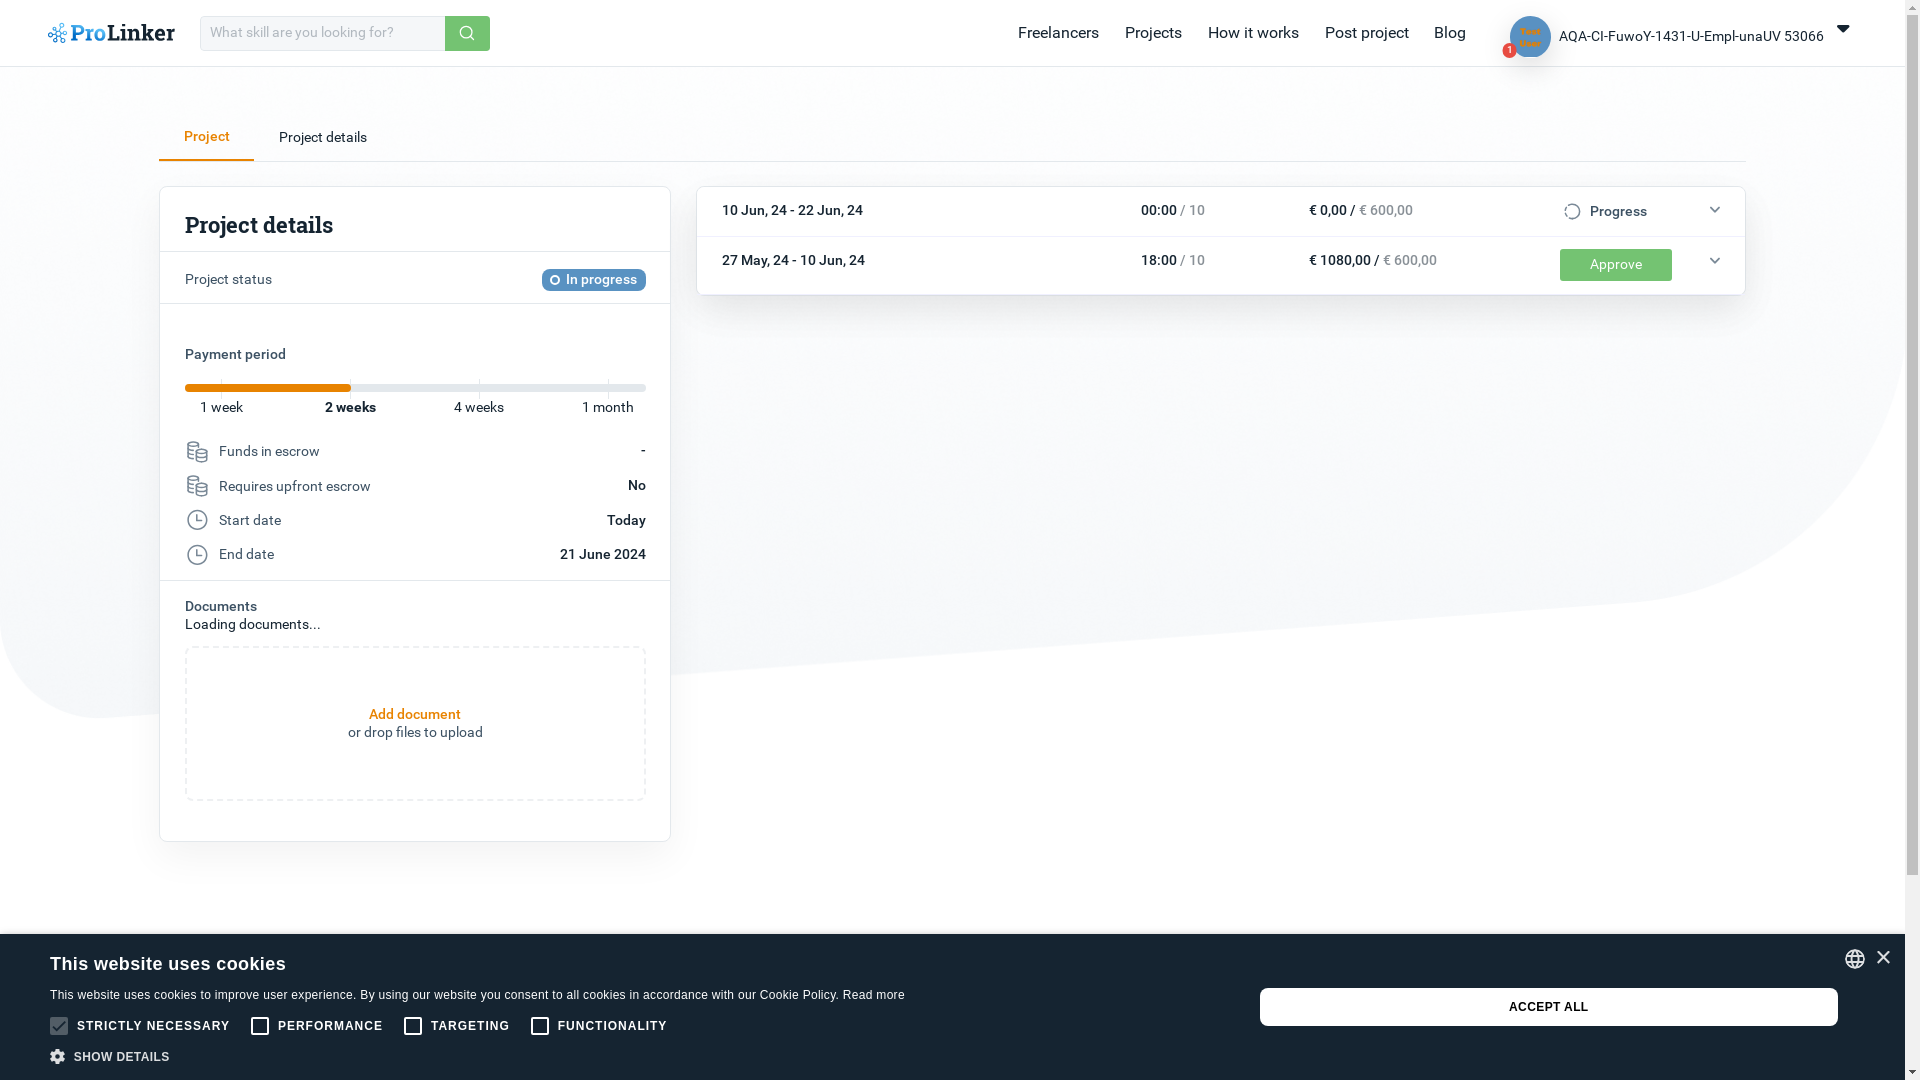 ProLinker
What skill are you looking for?
Freelancers
Projects
How it works
Post project
Blog
Test
User
1
AQA-CI-FuwoY-1431-U-Empl-unaUV 53066
Project
Project details
Project details
Project status
In progress
Payment period
1 week
2 weeks
4 weeks
1 month
Funds in escrow
-
Requires upfront escrow
No
Start date
Today
End date
21 June 2024
Documents
Loading documents...
Add document
or drop files to upload
10 Jun, 24 - 22 Jun, 24
00:00 / 10
€ 0,00 / € 600,00
Progress
27 May, 24 - 10 Jun, 24
18:00 / 10
€ 1080,00 / € 600,00
Approve
This website uses cookies
This website uses cookies to improve user experience. By using our website you consent to all cookies in accordance with our Cookie Policy. Read more
STRICTLY NECESSARY
PERFORMANCE
TARGETING
FUNCTIONALITY
SHOW DETAILS
ACCEPT ALL